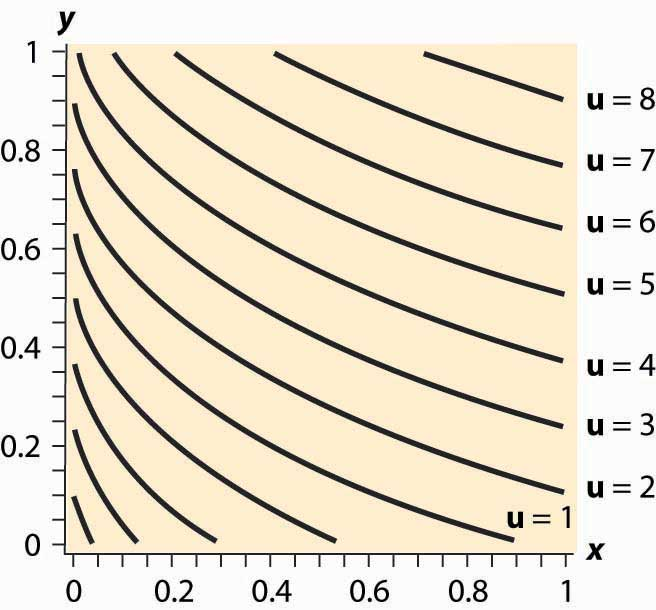 y
1
0.8
0.6
0.4
0.2
0
u = 8
u = 7
u = 6
u = 5
u = 4
u = 3
u = 2
u = 1
x
0 0.2 0.4 0.6 0.8 1